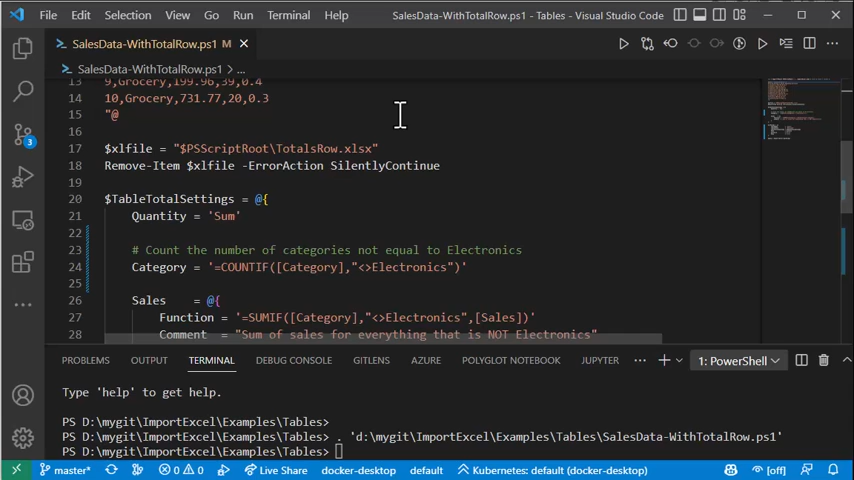 File Edit Selection View Go Run Terminal Help SalesData-WithTotalRow.ps1 - Tables - Visual Studio Code
SalesData-WithTotalRow.ps1 M
SalesData-WithTotalRow.ps1 > ...
13 9,Grocery,199.96,39,0.4
14 10,Grocery,731.77,20,0.3
15 "@
16
17 $xlfile = "$PSScriptRoot\TotalsRow.xlsx"
18 Remove-Item $xlfile -ErrorAction SilentlyContinue
19
20 $TableTotalSettings = @{
21 Quantity = 'Sum'
22
23 # Count the number of categories not equal to Electronics
24 Category = '=COUNTIF([Category],"<>Electronics")'
25
26 Sales    = @{
27 Function = '=SUMIF([Category],"<>Electronics",[Sales])'
28 Comment  = "Sum of sales for everything that is NOT Electronics"
3
PROBLEMS OUTPUT TERMINAL DEBUG CONSOLE GITLENS AZURE POLYGLOT NOTEBOOK JUPYTER ... 1: PowerShell
Type 'help' to get help.
PS D:\mygit\ImportExcel\Examples\Tables>
PS D:\mygit\ImportExcel\Examples\Tables> . 'd:\mygit\ImportExcel\Examples\Tables\SalesData-WithTotalRow.ps1'
PS D:\mygit\ImportExcel\Examples\Tables>
master* 0 0 Live Share docker-desktop default Kubernetes: default (docker-desktop) [off]